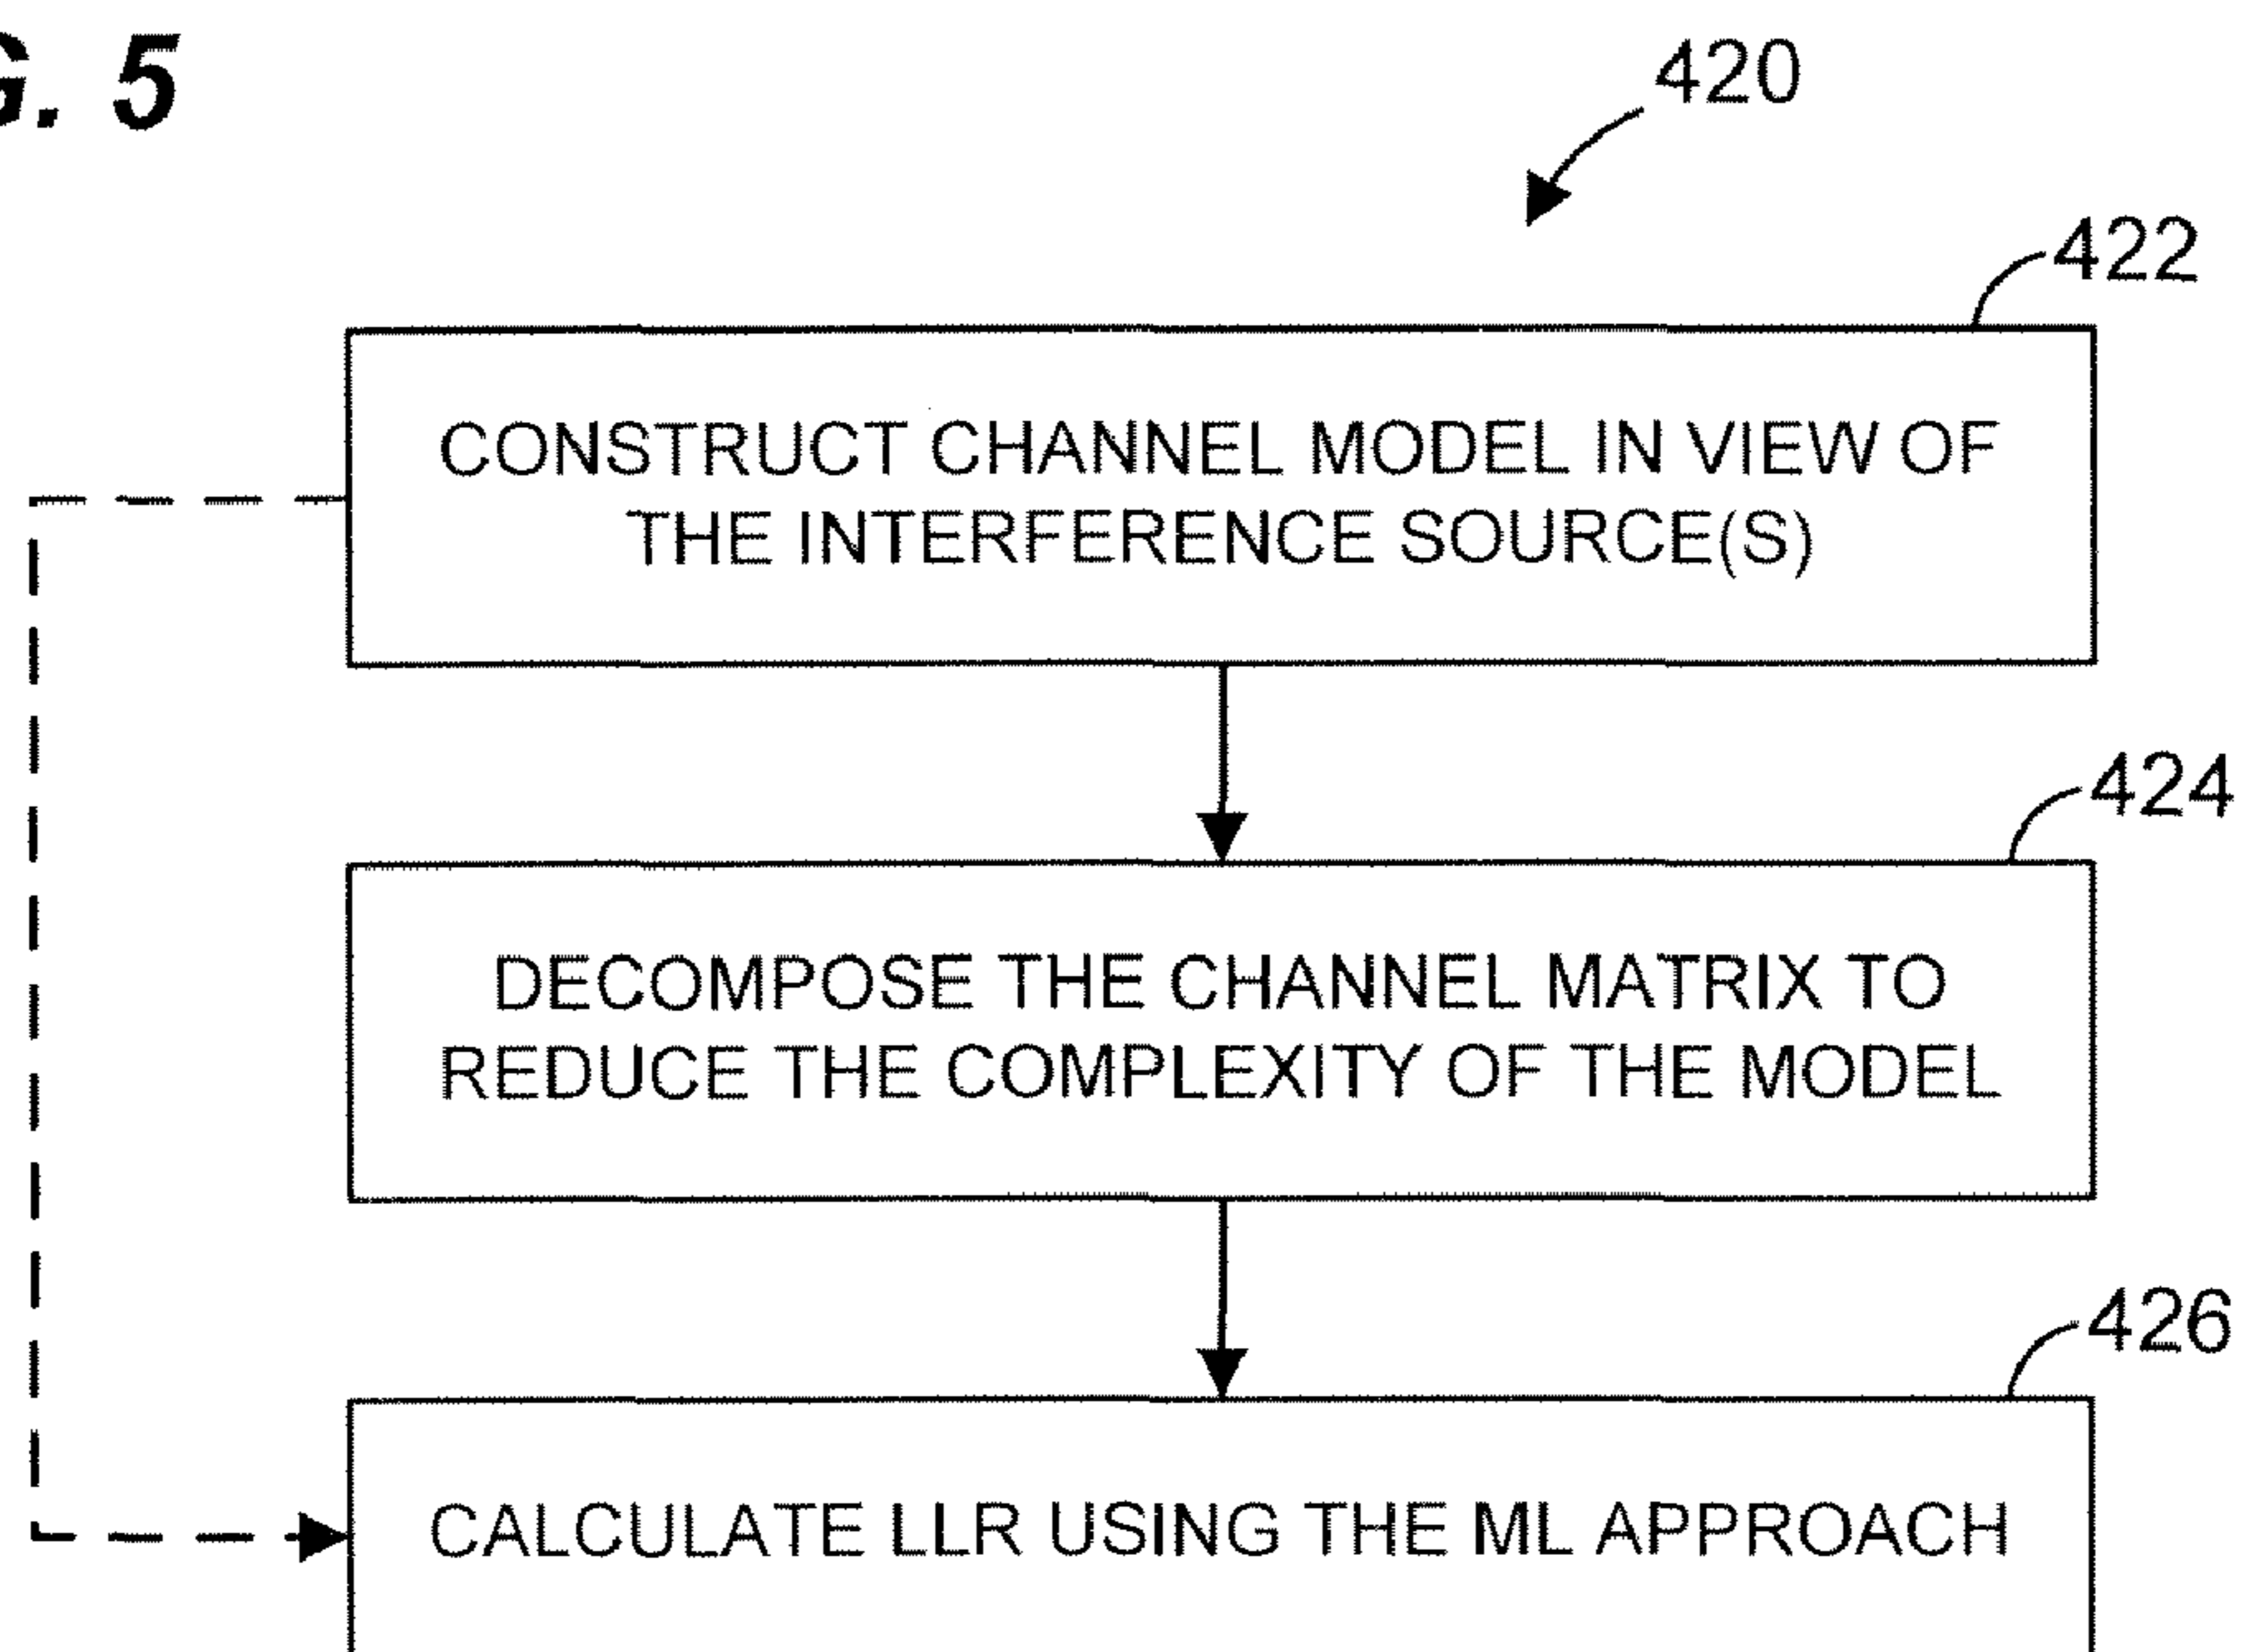 G. 5
420
422
CONSTRUCT CHANNEL MODEL IN VIEW OF
THE INTERFERENCE SOURCE(S)
424
DECOMPOSE THE CHANNEL MATRIX TO
REDUCE THE COMPLEXITY OF THE MODEL
426
CALCULATE LLR USING THE ML APPROACH